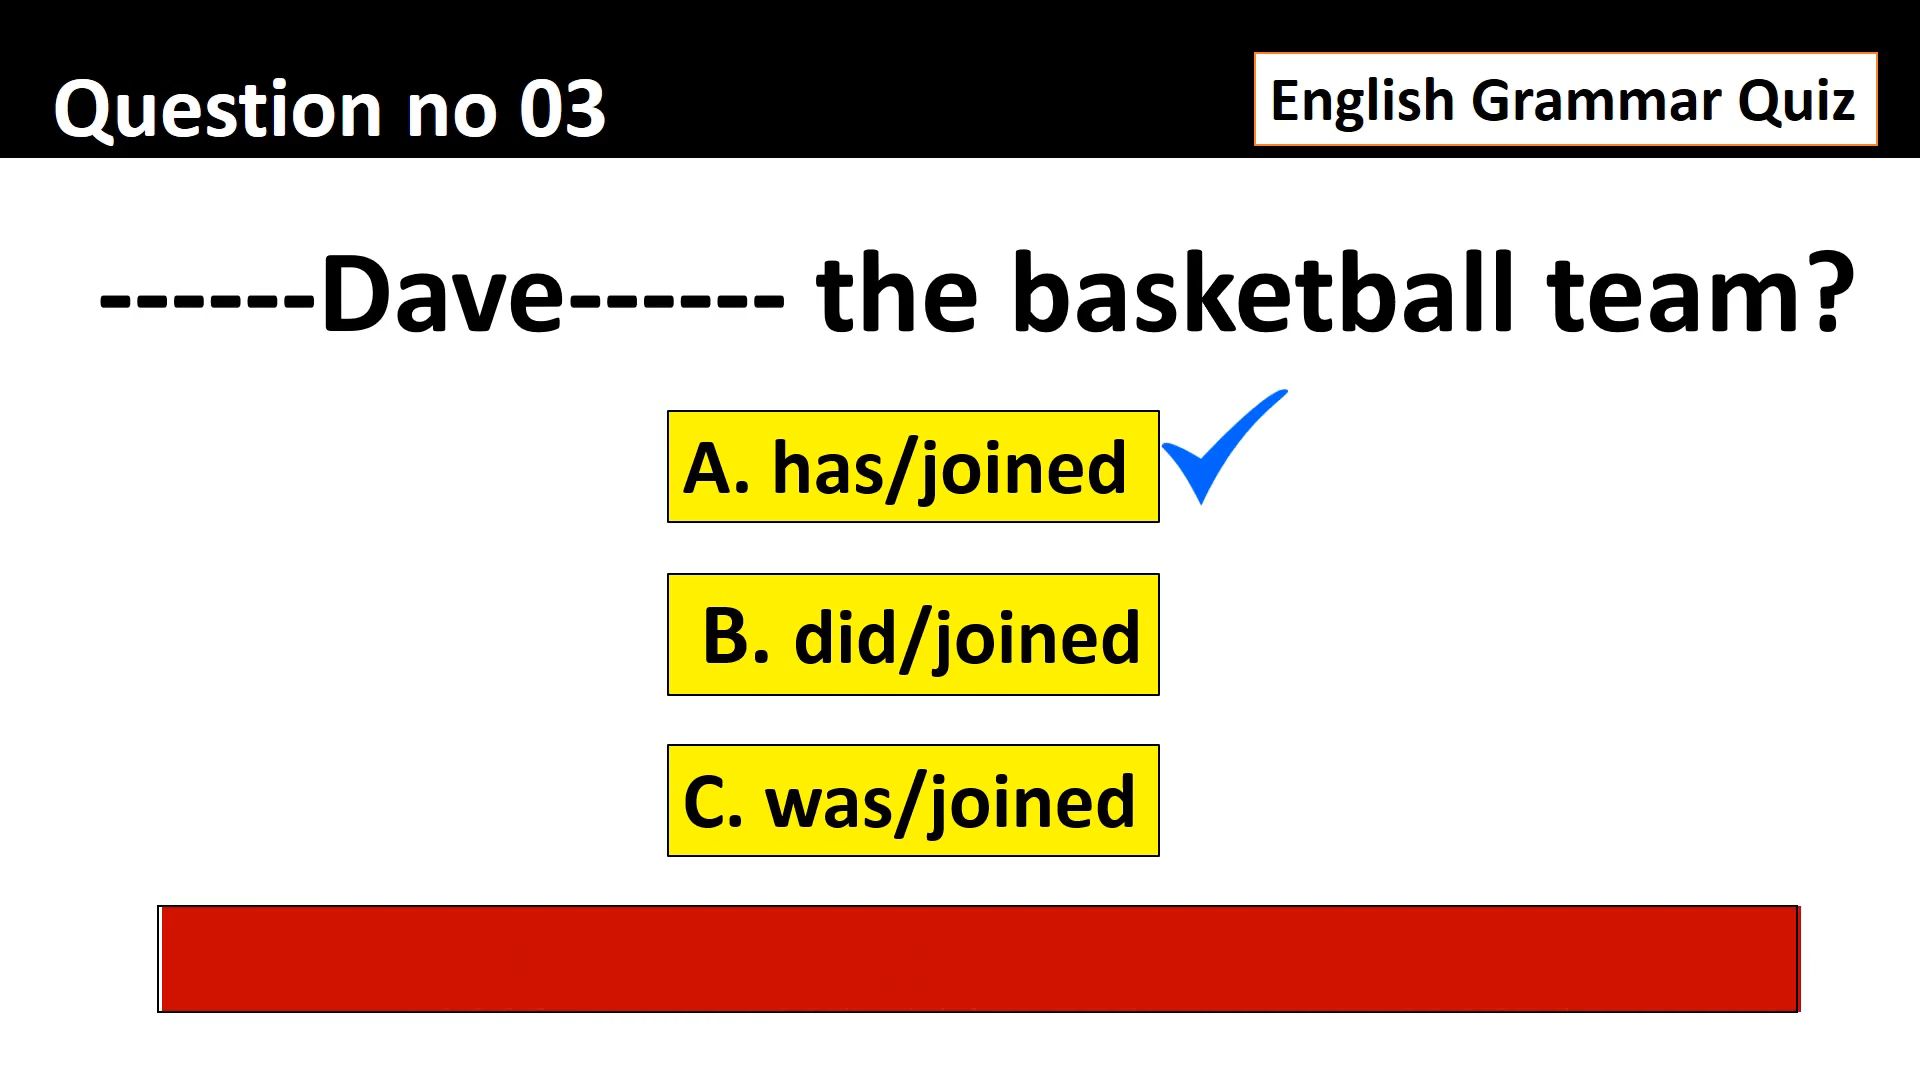 Question no 03
English Grammar Quiz
------Dave------ the basketball team?
A. has/joined
B. did/joined
C. was/joined